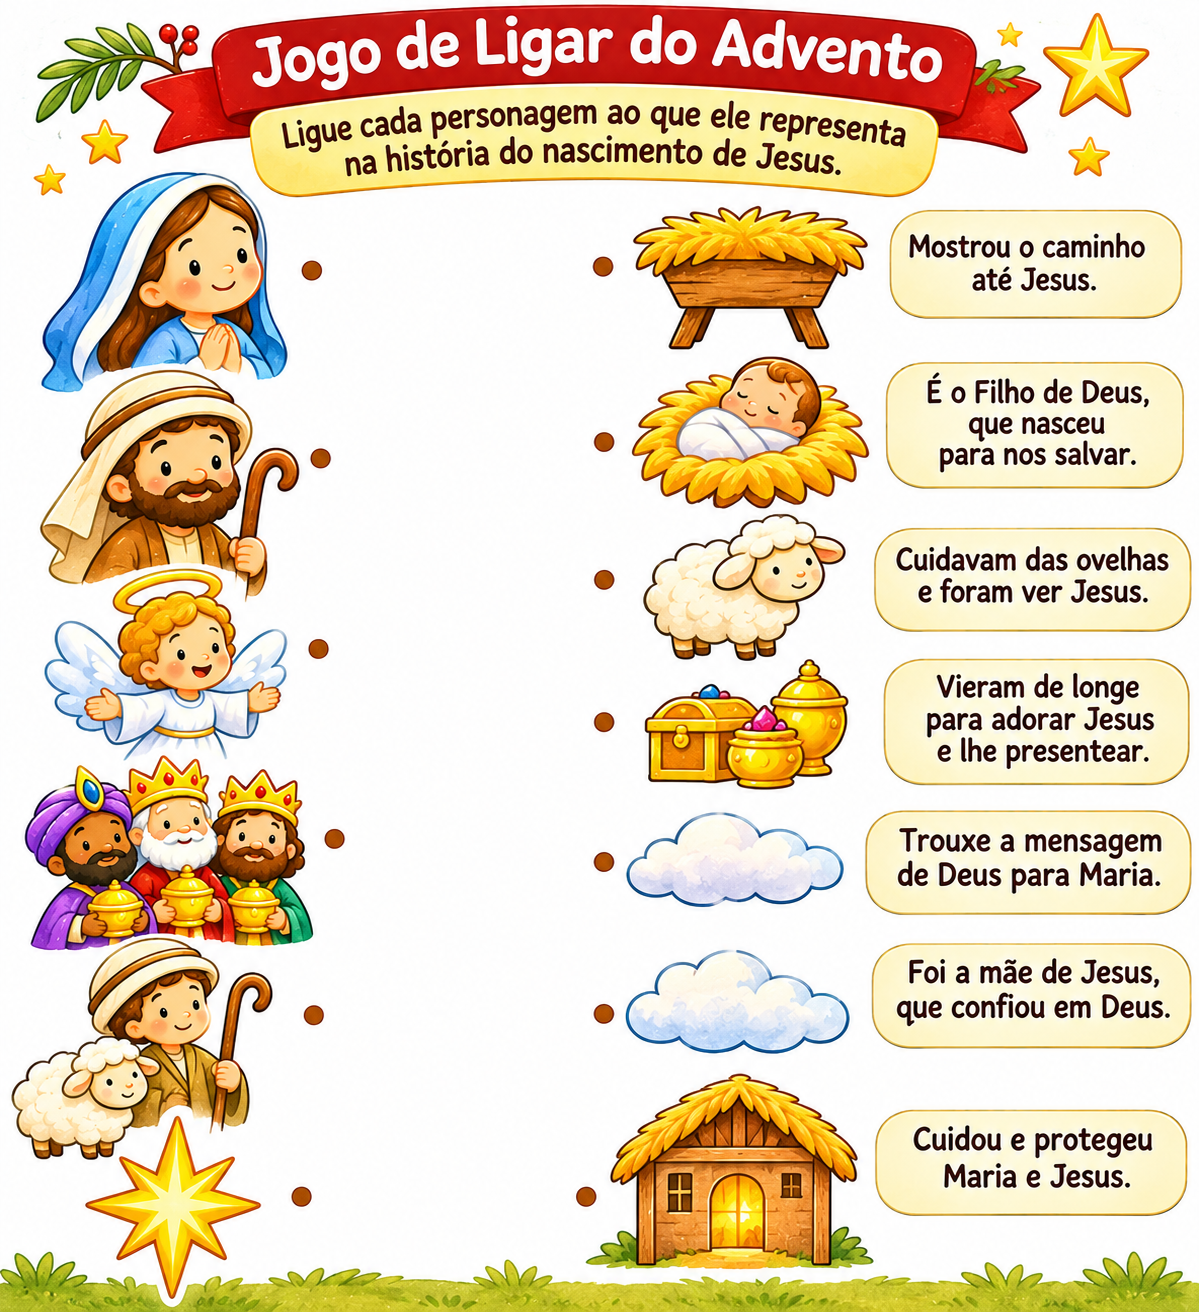 Jogo de Ligar do Advento
Ligue cada personagem ao que ele representa
na história do nascimento de Jesus.
Mostrou o caminho
até Jesus.
É o Filho de Deus,
que nasceu
para nos salvar.
Cuidavam das ovelhas
e foram ver Jesus.
Vieram de longe
para adorar Jesus
e lhe presentear.
Trouxe a mensagem
de Deus para Maria.
Foi a mãe de Jesus,
que confiou em Deus.
Cuidou e protegeu
Maria e Jesus.